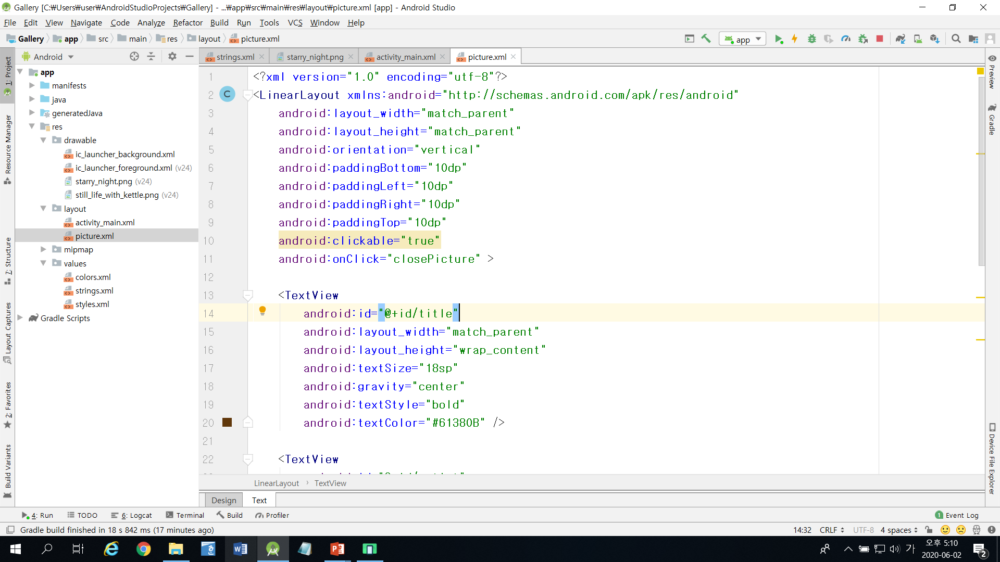 Gallery [C:￦Users￦user￦AndroidStudioProjects￦Gallery] - ...￦app￦src￦main￦res￦layout￦picture.xml [app] - Android Studio
File Edit View Navigate Code Analyze Refactor Build Run Tools VCS Window Help
Gallery app src main res layout picture.xml
app
Android
strings.xml starry_night.png activity_main.xml picture.xml
1: Project
Resource Manager
7: Structure
Layout Captures
2: Favorites
Build Variants
app
manifests
java
generatedJava
res
drawable
ic_launcher_background.xml
ic_launcher_foreground.xml (v24)
starry_night.png (v24)
still_life_with_kettle.png (v24)
layout
activity_main.xml
picture.xml
mipmap
values
colors.xml
strings.xml
styles.xml
Gradle Scripts
1 <?xml version="1.0" encoding="utf-8"?>
2 C <LinearLayout xmlns:android="http://schemas.android.com/apk/res/android"
3 android:layout_width="match_parent"
4 android:layout_height="match_parent"
5 android:orientation="vertical"
6 android:paddingBottom="10dp"
7 android:paddingLeft="10dp"
8 android:paddingRight="10dp"
9 android:paddingTop="10dp"
10 android:clickable="true"
11 android:onClick="closePicture" >
12
13 <TextView
14 android:id="@+id/title"
15 android:layout_width="match_parent"
16 android:layout_height="wrap_content"
17 android:textSize="18sp"
18 android:gravity="center"
19 android:textStyle="bold"
20 android:textColor="#61380B" />
21
22 <TextView
LinearLayout › TextView
Design Text
Preview
Gradle
Device File Explorer
4: Run TODO 6: Logcat Terminal Build Profiler 1 Event Log
Gradle build finished in 18 s 842 ms (17 minutes ago) 14:32 CRLF UTF-8 4 spaces
가 오후 5:10
2020-06-02
2